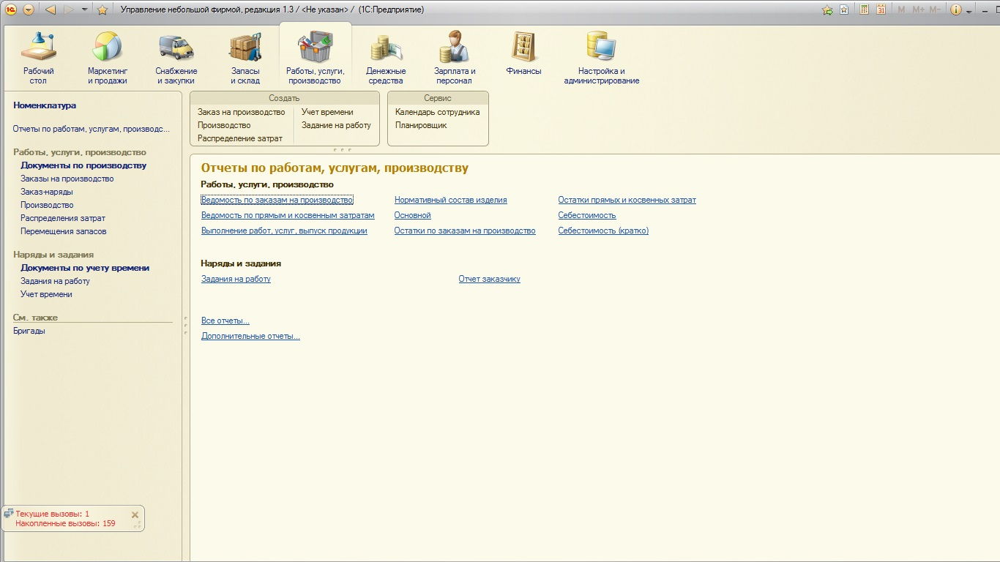 Управление небольшой фирмой, редакция 1.3 / <Не указан> / (1С:Предприятие)
31 M M+ M-
Рабочий стол
Маркетинг и продажи
Снабжение и закупки
Запасы и склад
Работы, услуги, производство
Денежные средства
Зарплата и персонал
Финансы
Настройка и администрирование
Номенклатура
Отчеты по работам, услугам, производс...
Работы, услуги, производство
Документы по производству
Заказы на производство
Заказ-наряды
Производство
Распределения затрат
Перемещения запасов
Наряды и задания
Документы по учету времени
Задания на работу
Учет времени
См. также
Бригады
Создать
Заказ на производство
Производство
Распределение затрат
Учет времени
Задание на работу
Сервис
Календарь сотрудника
Планировщик
Отчеты по работам, услугам, производству
Работы, услуги, производство
Ведомость по заказам на производство
Нормативный состав изделия
Остатки прямых и косвенных затрат
Ведомость по прямым и косвенным затратам
Основной
Себестоимость
Выполнение работ, услуг, выпуск продукции
Остатки по заказам на производство
Себестоимость (кратко)
Наряды и задания
Задания на работу
Отчет заказчику
Все отчеты...
Дополнительные отчеты...
Текущие вызовы: 1
Накопленные вызовы: 159